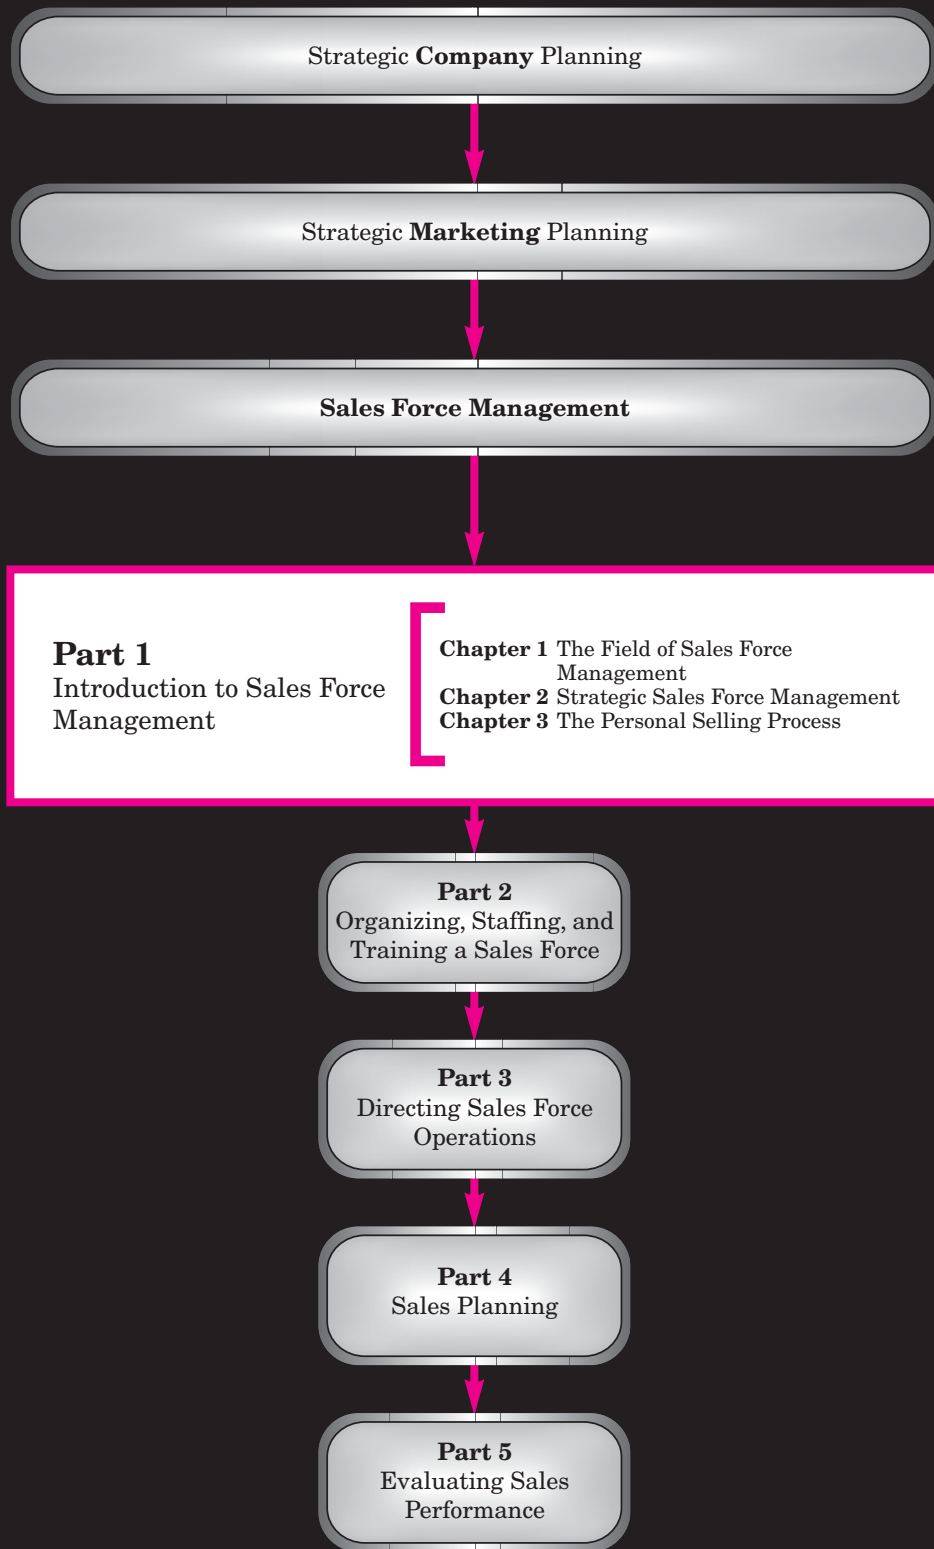 Strategic Company Planning
Strategic Marketing Planning
Sales Force Management
Part 1
Introduction to Sales Force
Management
Chapter 1 The Field of Sales Force
Management
Chapter 2 Strategic Sales Force Management
Chapter 3 The Personal Selling Process
Part 2
Organizing, Staffing, and
Training a Sales Force
Part 3
Directing Sales Force
Operations
Part 4
Sales Planning
Part 5
Evaluating Sales
Performance